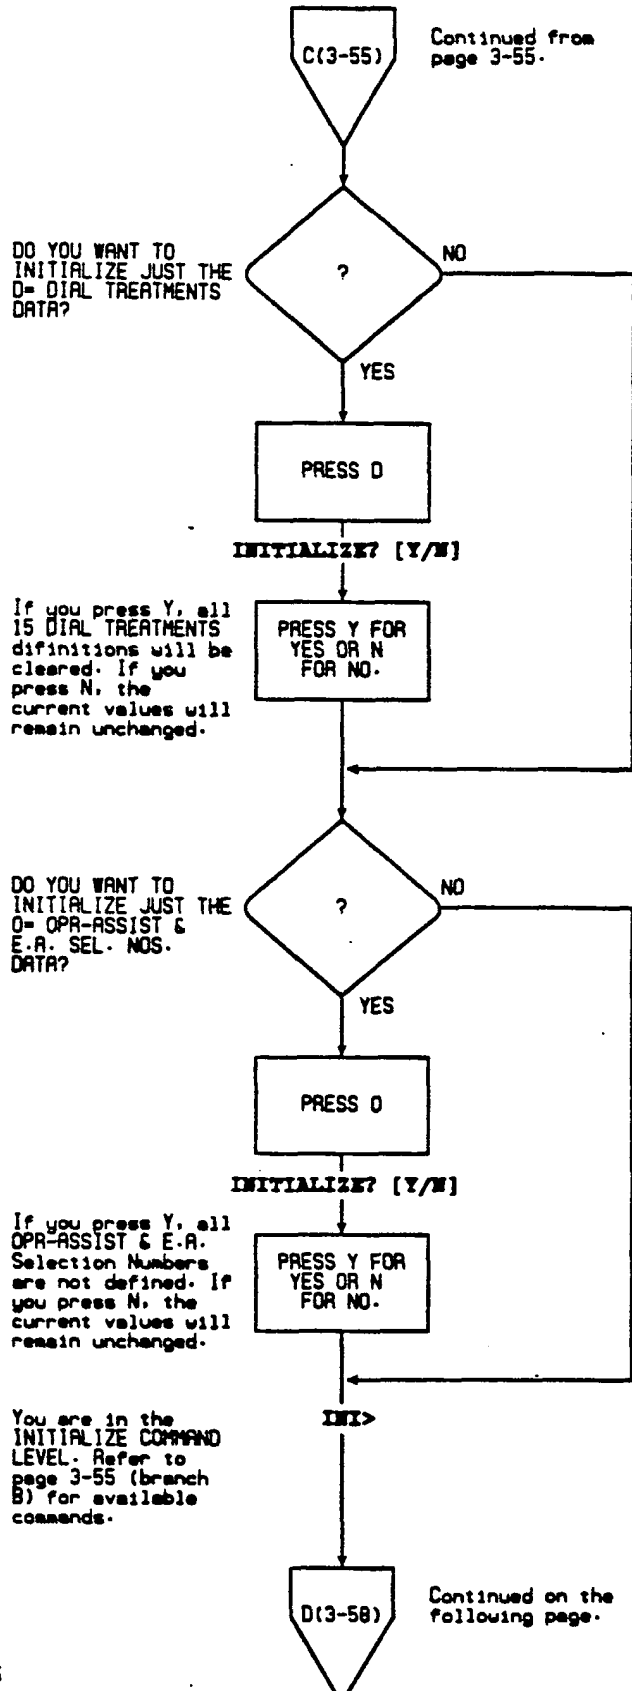 C(3-55)
Continued from
page 3-55.
DO YOU WANT TO
INITIALIZE JUST THE
D= DIAL TREATMENTS
DATA?
?
NO
YES
PRESS D
INITIALIZE? [Y/N]
If you press Y, all
15 DIAL TREATMENTS
difinitions will be
cleared. If you
press N, the
current values will
remain unchanged.
PRESS Y FOR
YES OR N
FOR NO.
DO YOU WANT TO
INITIALIZE JUST THE
O= OPR-ASSIST &
E.A. SEL. NOS.
DATA?
?
NO
YES
PRESS O
INITIALIZE? [Y/N]
If you press Y, all
OPR-ASSIST & E.A.
Selection Numbers
are not defined. If
you press N, the
current values will
remain unchanged.
PRESS Y FOR
YES OR N
FOR NO.
You are in the
INITIALIZE COMMAND
LEVEL. Refer to
page 3-55 (branch
B) for available
commands.
INI>
D(3-58)
Continued on the
following page.